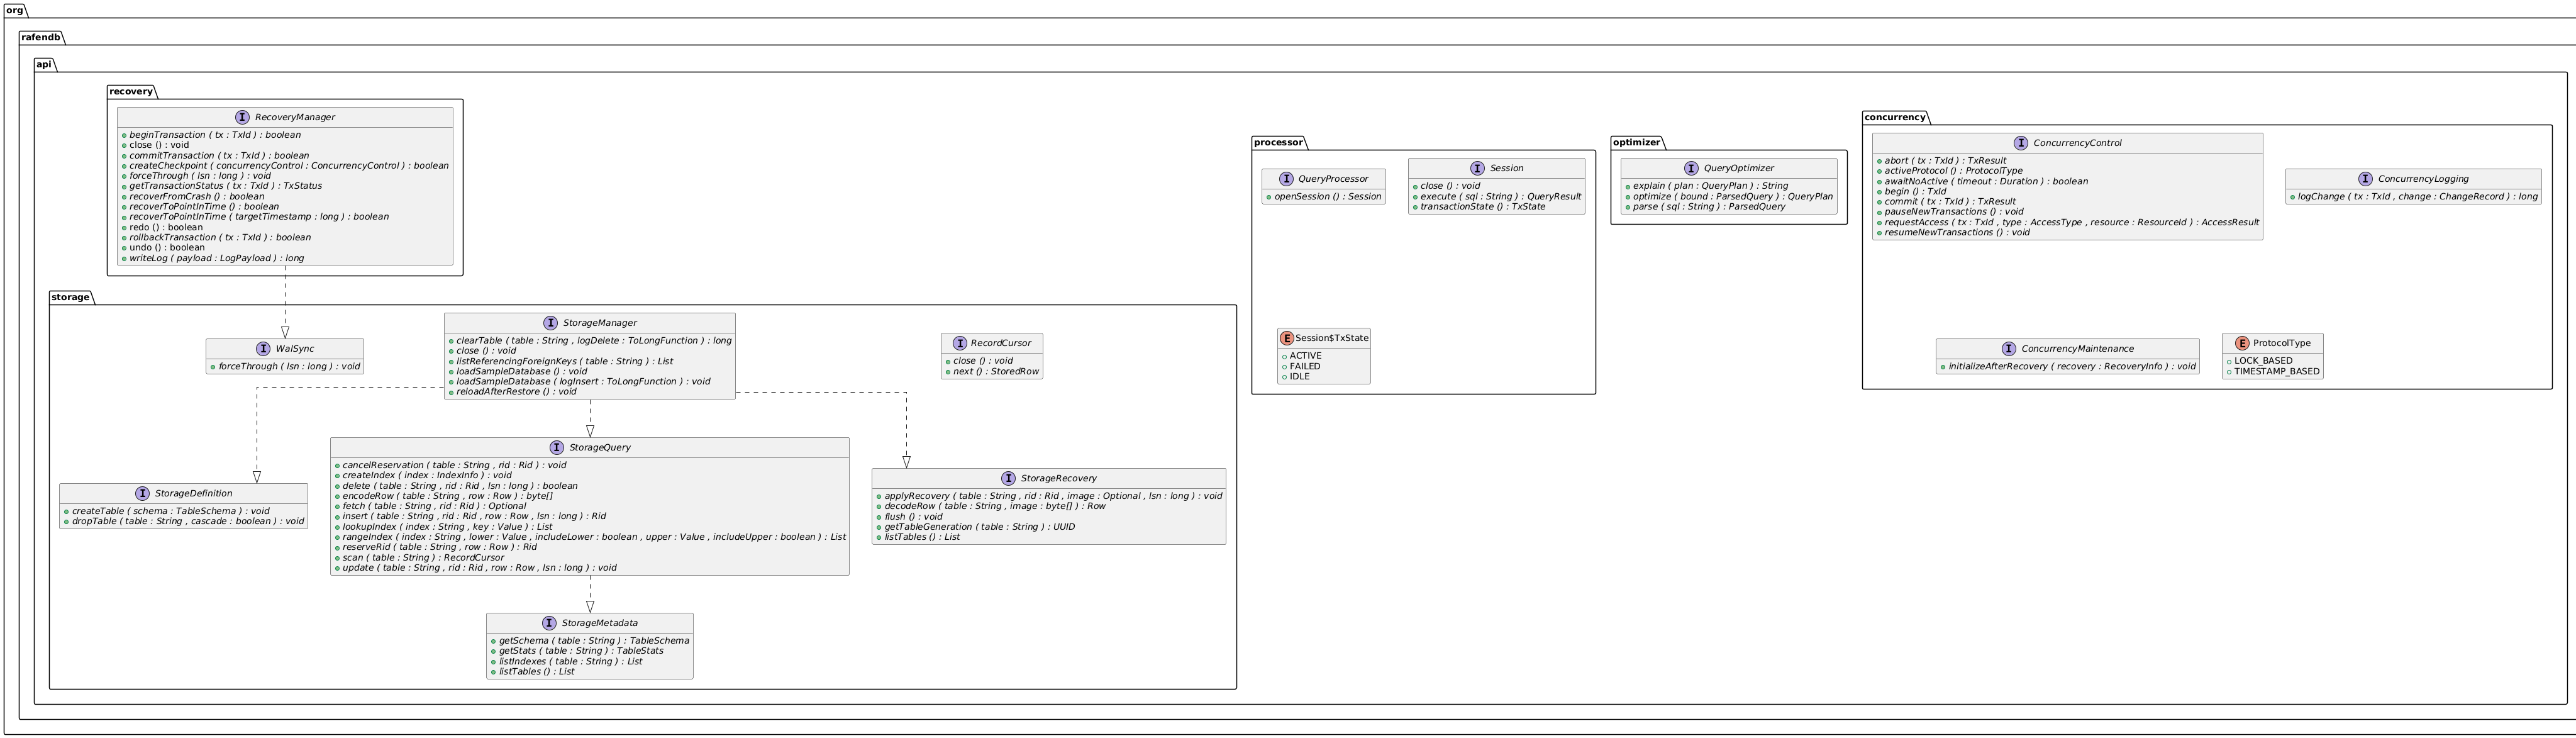 org
rafendb
api
recovery
RecoveryManager
beginTransaction ( tx : TxId ) : boolean
close () : void
commitTransaction ( tx : TxId ) : boolean
createCheckpoint ( concurrencyControl : ConcurrencyControl ) : boolean
forceThrough ( lsn : long ) : void
getTransactionStatus ( tx : TxId ) : TxStatus
recoverFromCrash () : boolean
recoverToPointInTime () : boolean
recoverToPointInTime ( targetTimestamp : long ) : boolean
redo () : boolean
rollbackTransaction ( tx : TxId ) : boolean
undo () : boolean
writeLog ( payload : LogPayload ) : long
storage
WalSync
forceThrough ( lsn : long ) : void
StorageManager
clearTable ( table : String , logDelete : ToLongFunction ) : long
close () : void
listReferencingForeignKeys ( table : String ) : List
loadSampleDatabase () : void
loadSampleDatabase ( logInsert : ToLongFunction ) : void
reloadAfterRestore () : void
RecordCursor
close () : void
next () : StoredRow
StorageDefinition
createTable ( schema : TableSchema ) : void
dropTable ( table : String , cascade : boolean ) : void
StorageQuery
cancelReservation ( table : String , rid : Rid ) : void
createIndex ( index : IndexInfo ) : void
delete ( table : String , rid : Rid , lsn : long ) : boolean
encodeRow ( table : String , row : Row ) : byte[]
fetch ( table : String , rid : Rid ) : Optional
insert ( table : String , rid : Rid , row : Row , lsn : long ) : Rid
lookupIndex ( index : String , key : Value ) : List
rangeIndex ( index : String , lower : Value , includeLower : boolean , upper : Value , includeUpper : boolean ) : List
reserveRid ( table : String , row : Row ) : Rid
scan ( table : String ) : RecordCursor
update ( table : String , rid : Rid , row : Row , lsn : long ) : void
StorageRecovery
applyRecovery ( table : String , rid : Rid , image : Optional , lsn : long ) : void
decodeRow ( table : String , image : byte[] ) : Row
flush () : void
getTableGeneration ( table : String ) : UUID
listTables () : List
StorageMetadata
getSchema ( table : String ) : TableSchema
getStats ( table : String ) : TableStats
listIndexes ( table : String ) : List
listTables () : List
processor
QueryProcessor
openSession () : Session
Session
close () : void
execute ( sql : String ) : QueryResult
transactionState () : TxState
Session$TxState
ACTIVE
FAILED
IDLE
optimizer
QueryOptimizer
explain ( plan : QueryPlan ) : String
optimize ( bound : ParsedQuery ) : QueryPlan
parse ( sql : String ) : ParsedQuery
concurrency
ConcurrencyControl
abort ( tx : TxId ) : TxResult
activeProtocol () : ProtocolType
awaitNoActive ( timeout : Duration ) : boolean
begin () : TxId
commit ( tx : TxId ) : TxResult
pauseNewTransactions () : void
requestAccess ( tx : TxId , type : AccessType , resource : ResourceId ) : AccessResult
resumeNewTransactions () : void
ConcurrencyLogging
logChange ( tx : TxId , change : ChangeRecord ) : long
ConcurrencyMaintenance
initializeAfterRecovery ( recovery : RecoveryInfo ) : void
ProtocolType
LOCK_BASED
TIMESTAMP_BASED